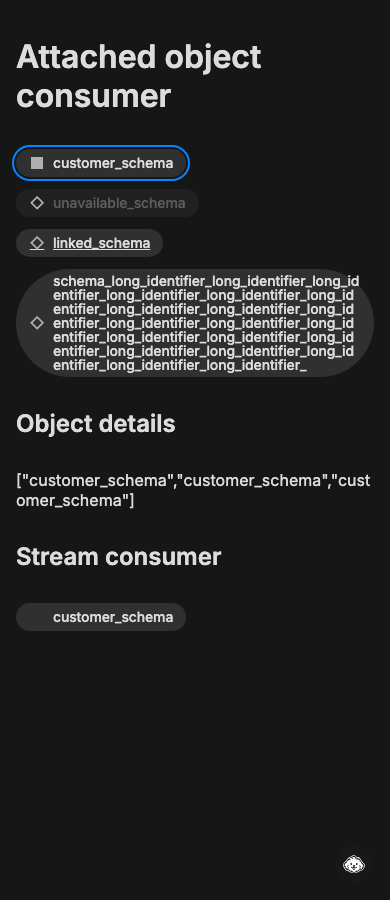 Attached object
consumer
customer_schema
unavailable_schema
linked_schema
schema_long_identifier_long_identifier_long_id
entifier_long_identifier_long_identifier_long_id
entifier_long_identifier_long_identifier_long_id
entifier_long_identifier_long_identifier_long_id
entifier_long_identifier_long_identifier_long_id
entifier_long_identifier_long_identifier_long_id
entifier_long_identifier_long_identifier_
Object details
["customer_schema","customer_schema","cust
omer_schema"]
Stream consumer
customer_schema